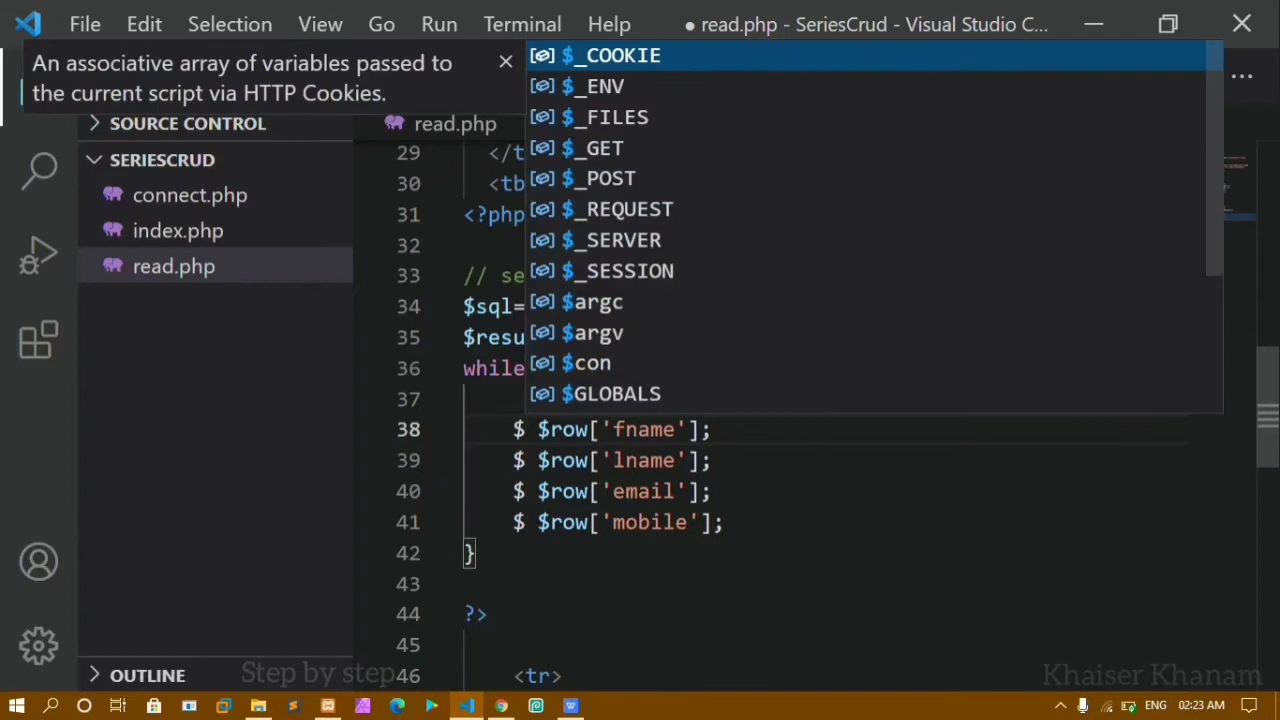 File Edit Selection View Go Run Terminal Help ● read.php - SeriesCrud - Visual Studio C...
An associative array of variables passed to
the current script via HTTP Cookies.
$_COOKIE
$_ENV
$_FILES
$_GET
$_POST
$_REQUEST
$_SERVER
$_SESSION
$argc
$argv
$con
$GLOBALS
SOURCE CONTROL
SERIESCRUD
connect.php
index.php
read.php
OUTLINE
read.php
29 </t
30 <tb
31 <?php
32
33 // se
34 $sql=
35 $resu
36 while
37
38 $ $row['fname'];
39 $ $row['lname'];
40 $ $row['email'];
41 $ $row['mobile'];
42 }
43
44 ?>
45
46 <tr>
Step by step
Khaiser Khanam
ENG 02:23 AM